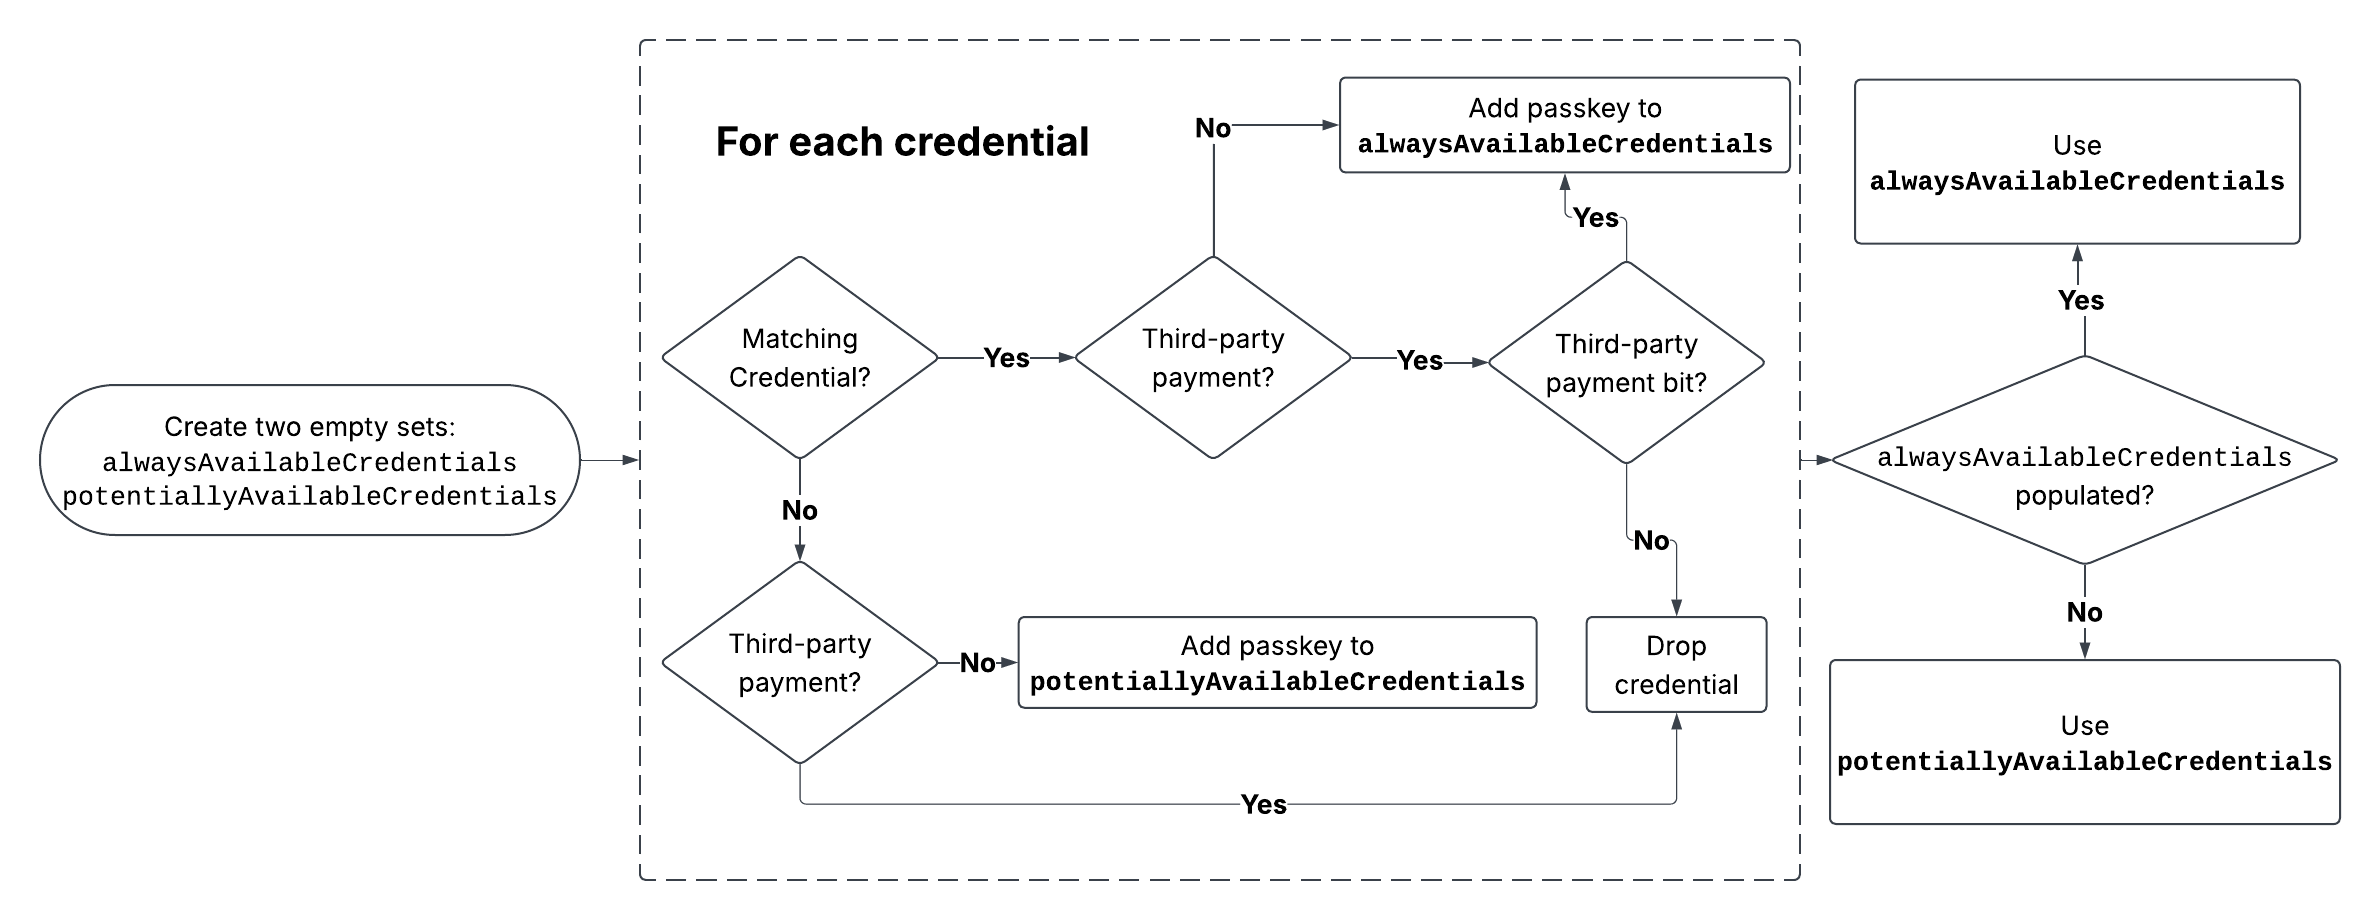 Create two empty sets:
alwaysAvailableCredentials
potentiallyAvailableCredentials
For each credential
Matching
Credential?
Yes
No
Third-party
payment?
No
Yes
Add passkey to
alwaysAvailableCredentials
Third-party
payment bit?
Yes
No
Third-party
payment?
No
Add passkey to
potentiallyAvailableCredentials
Yes
Drop
credential
alwaysAvailableCredentials
populated?
Yes
Use
alwaysAvailableCredentials
No
Use
potentiallyAvailableCredentials